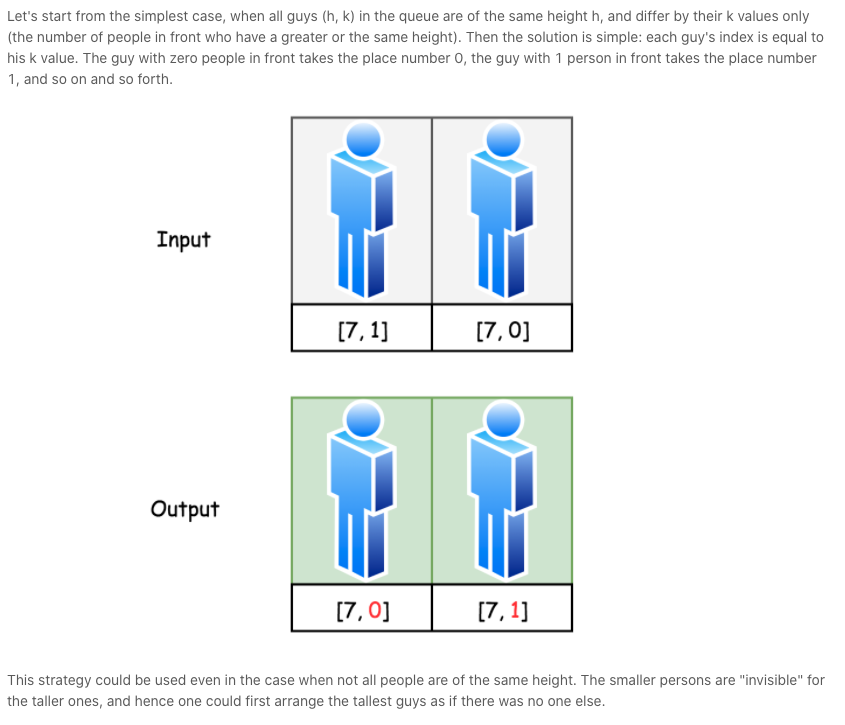 Let's start from the simplest case, when all guys (h, k) in the queue are of the same height h, and differ by their k values only
(the number of people in front who have a greater or the same height). Then the solution is simple: each guy's index is equal to
his k value. The guy with zero people in front takes the place number 0, the guy with 1 person in front takes the place number
1, and so on and so forth.
Input
[7, 1] [7, 0]
Output
[7, 0] [7, 1]
This strategy could be used even in the case when not all people are of the same height. The smaller persons are "invisible" for
the taller ones, and hence one could first arrange the tallest guys as if there was no one else.